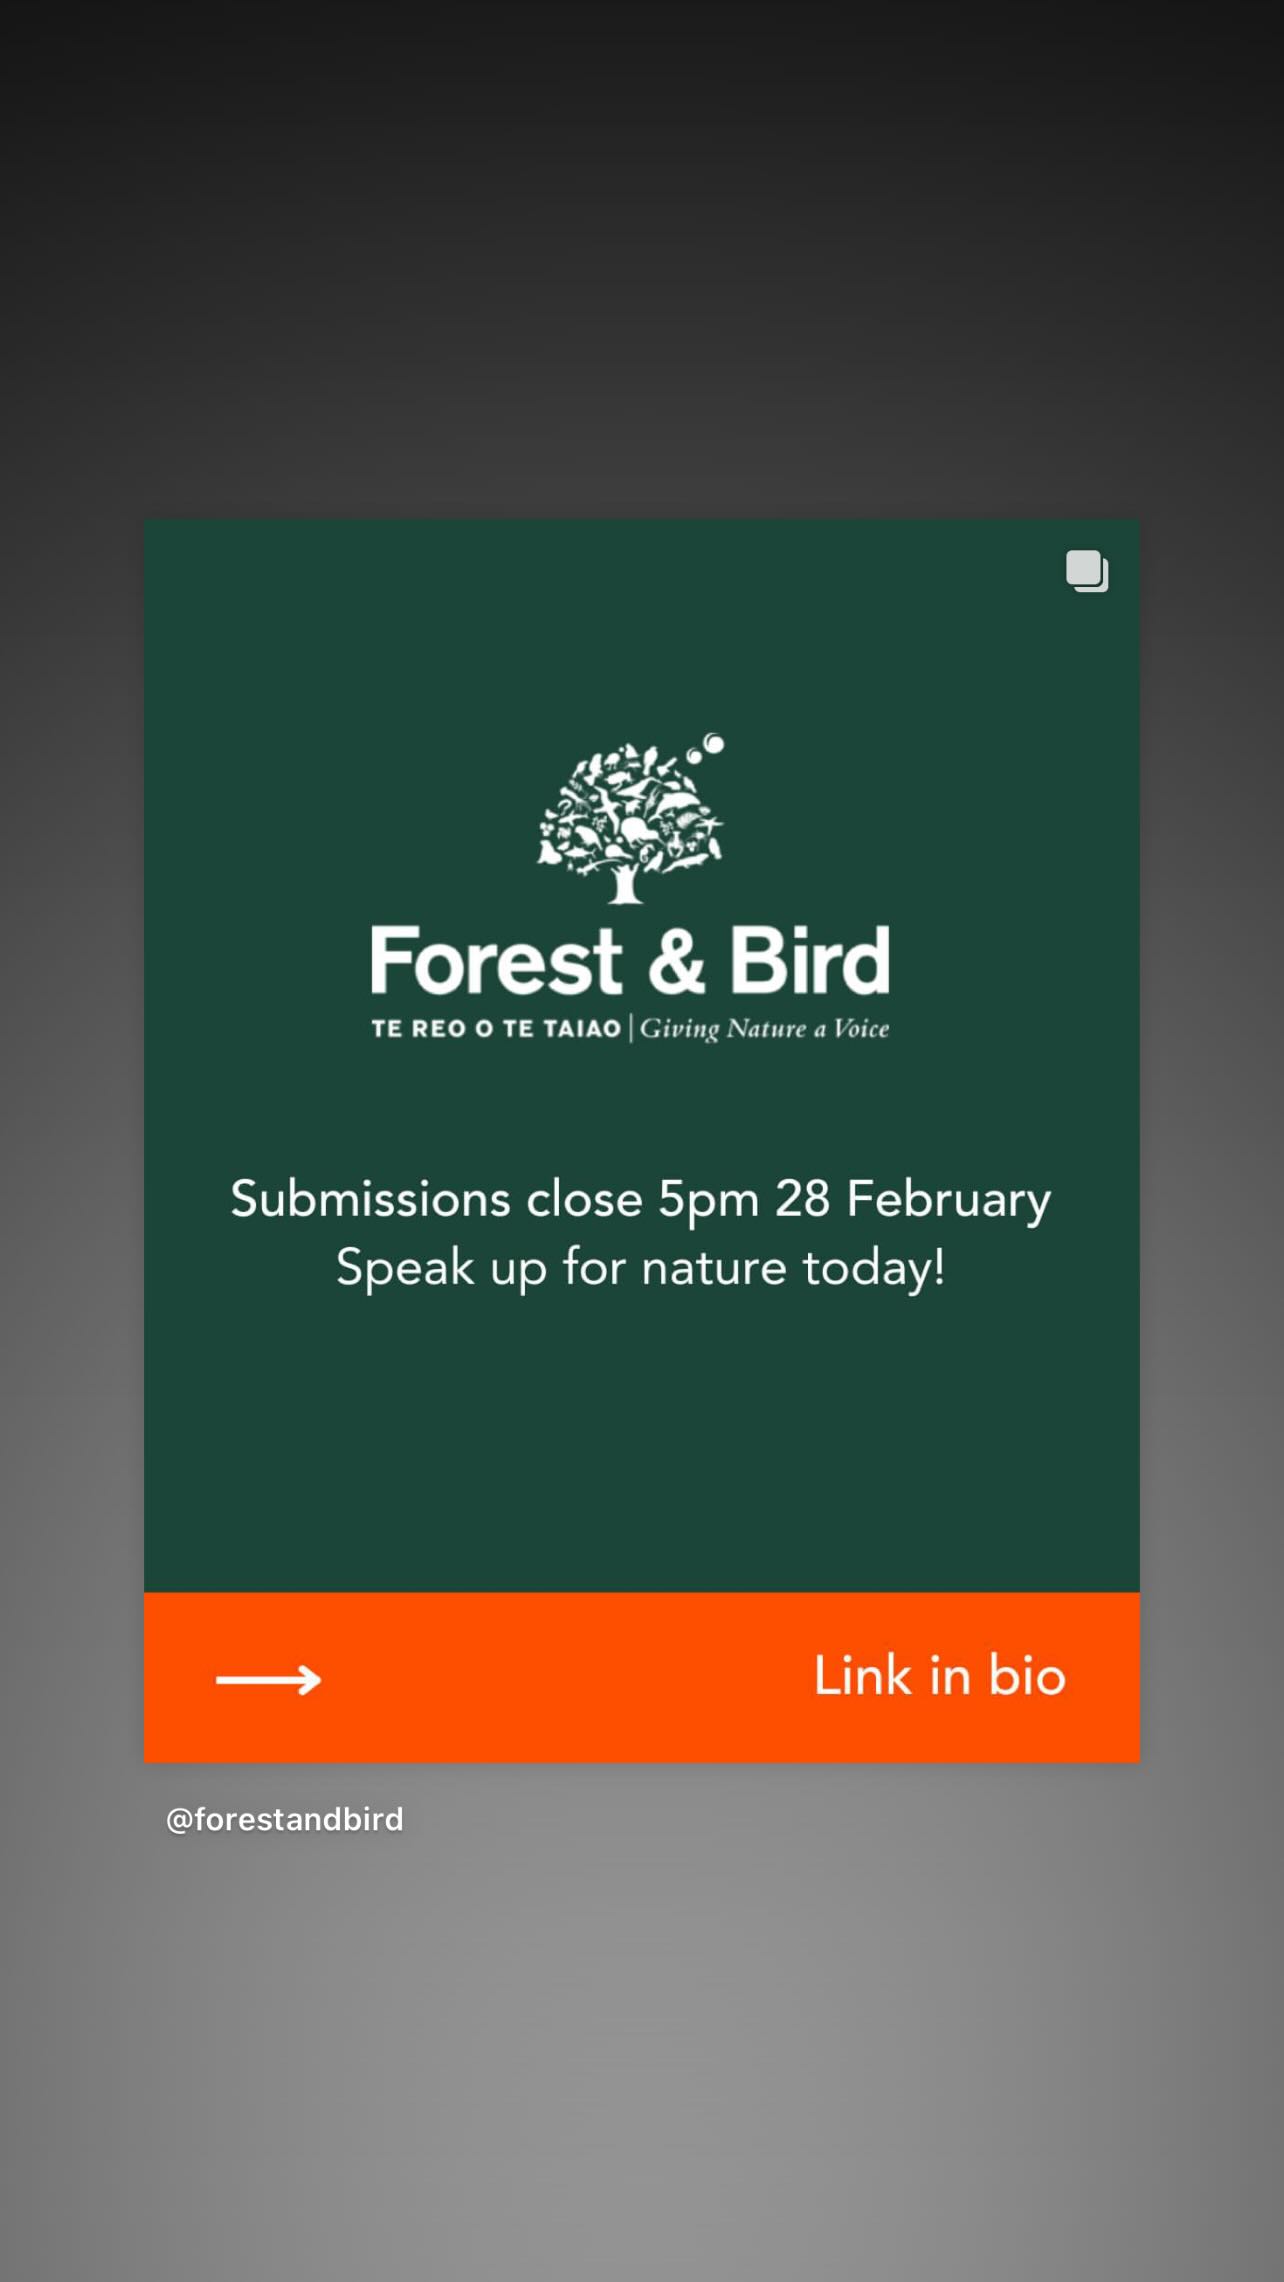 Forest & Bird
TE REO O TE TAIAO | Giving Nature a Voice
Submissions close 5pm 28 February
Speak up for nature today!
Link in bio
@forestandbird